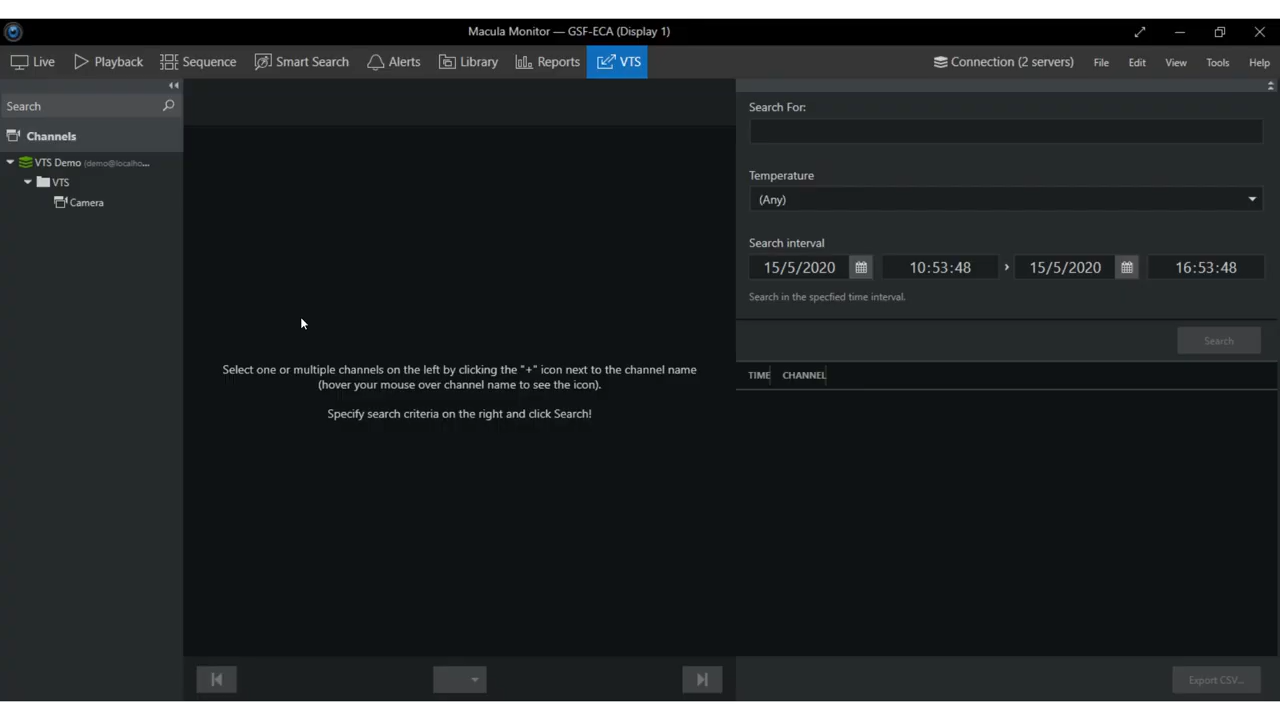 Macula Monitor — GSF-ECA (Display 1)
Live Playback Sequence Smart Search Alerts Library Reports VTS Connection (2 servers) File Edit View Tools Help
Search
Channels
VTS Demo (demo@localho...
VTS
Camera
Select one or multiple channels on the left by clicking the "+" icon next to the channel name
(hover your mouse over channel name to see the icon).
Specify search criteria on the right and click Search!
Search For:
Temperature
(Any)
Search interval
15/5/2020 10:53:48 › 15/5/2020 16:53:48
Search in the specfied time interval.
Search
TIME CHANNEL
Export CSV...